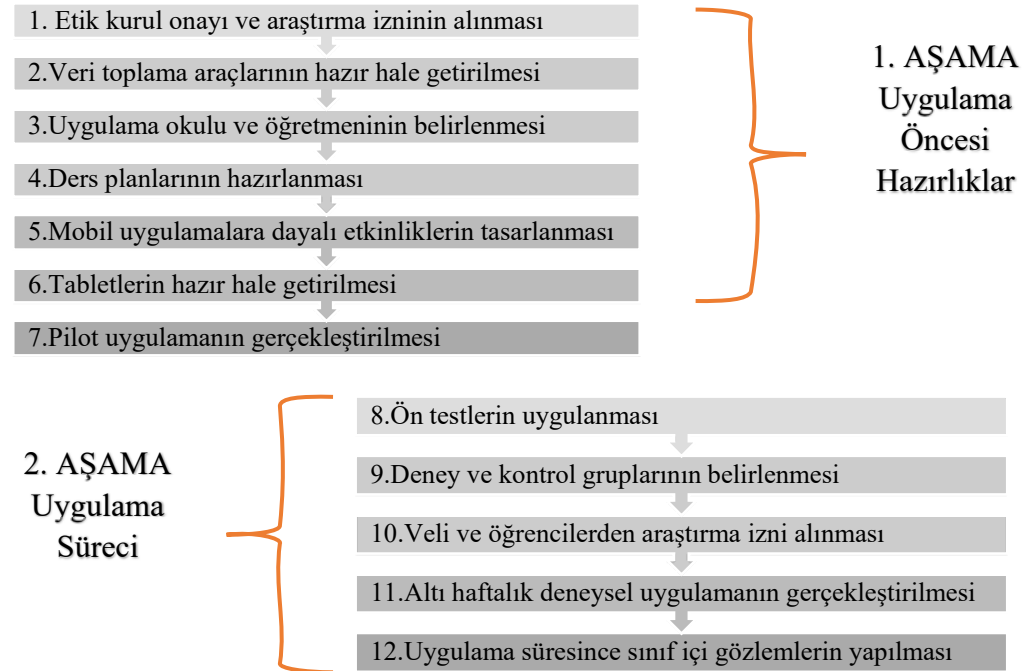 1. Etik kurul onayı ve araştırma izninin alınması
2.Veri toplama araçlarının hazır hale getirilmesi
3.Uygulama okulu ve öğretmeninin belirlenmesi
4.Ders planlarının hazırlanması
5.Mobil uygulamalara dayalı etkinliklerin tasarlanması
6.Tabletlerin hazır hale getirilmesi
7.Pilot uygulamanın gerçekleştirilmesi
1. AŞAMA
Uygulama
Öncesi
Hazırlıklar
2. AŞAMA
Uygulama
Süreci
8.Ön testlerin uygulanması
9.Deney ve kontrol gruplarının belirlenmesi
10.Veli ve öğrencilerden araştırma izni alınması
11.Altı haftalık deneysel uygulamanın gerçekleştirilmesi
12.Uygulama süresince sınıf içi gözlemlerin yapılması